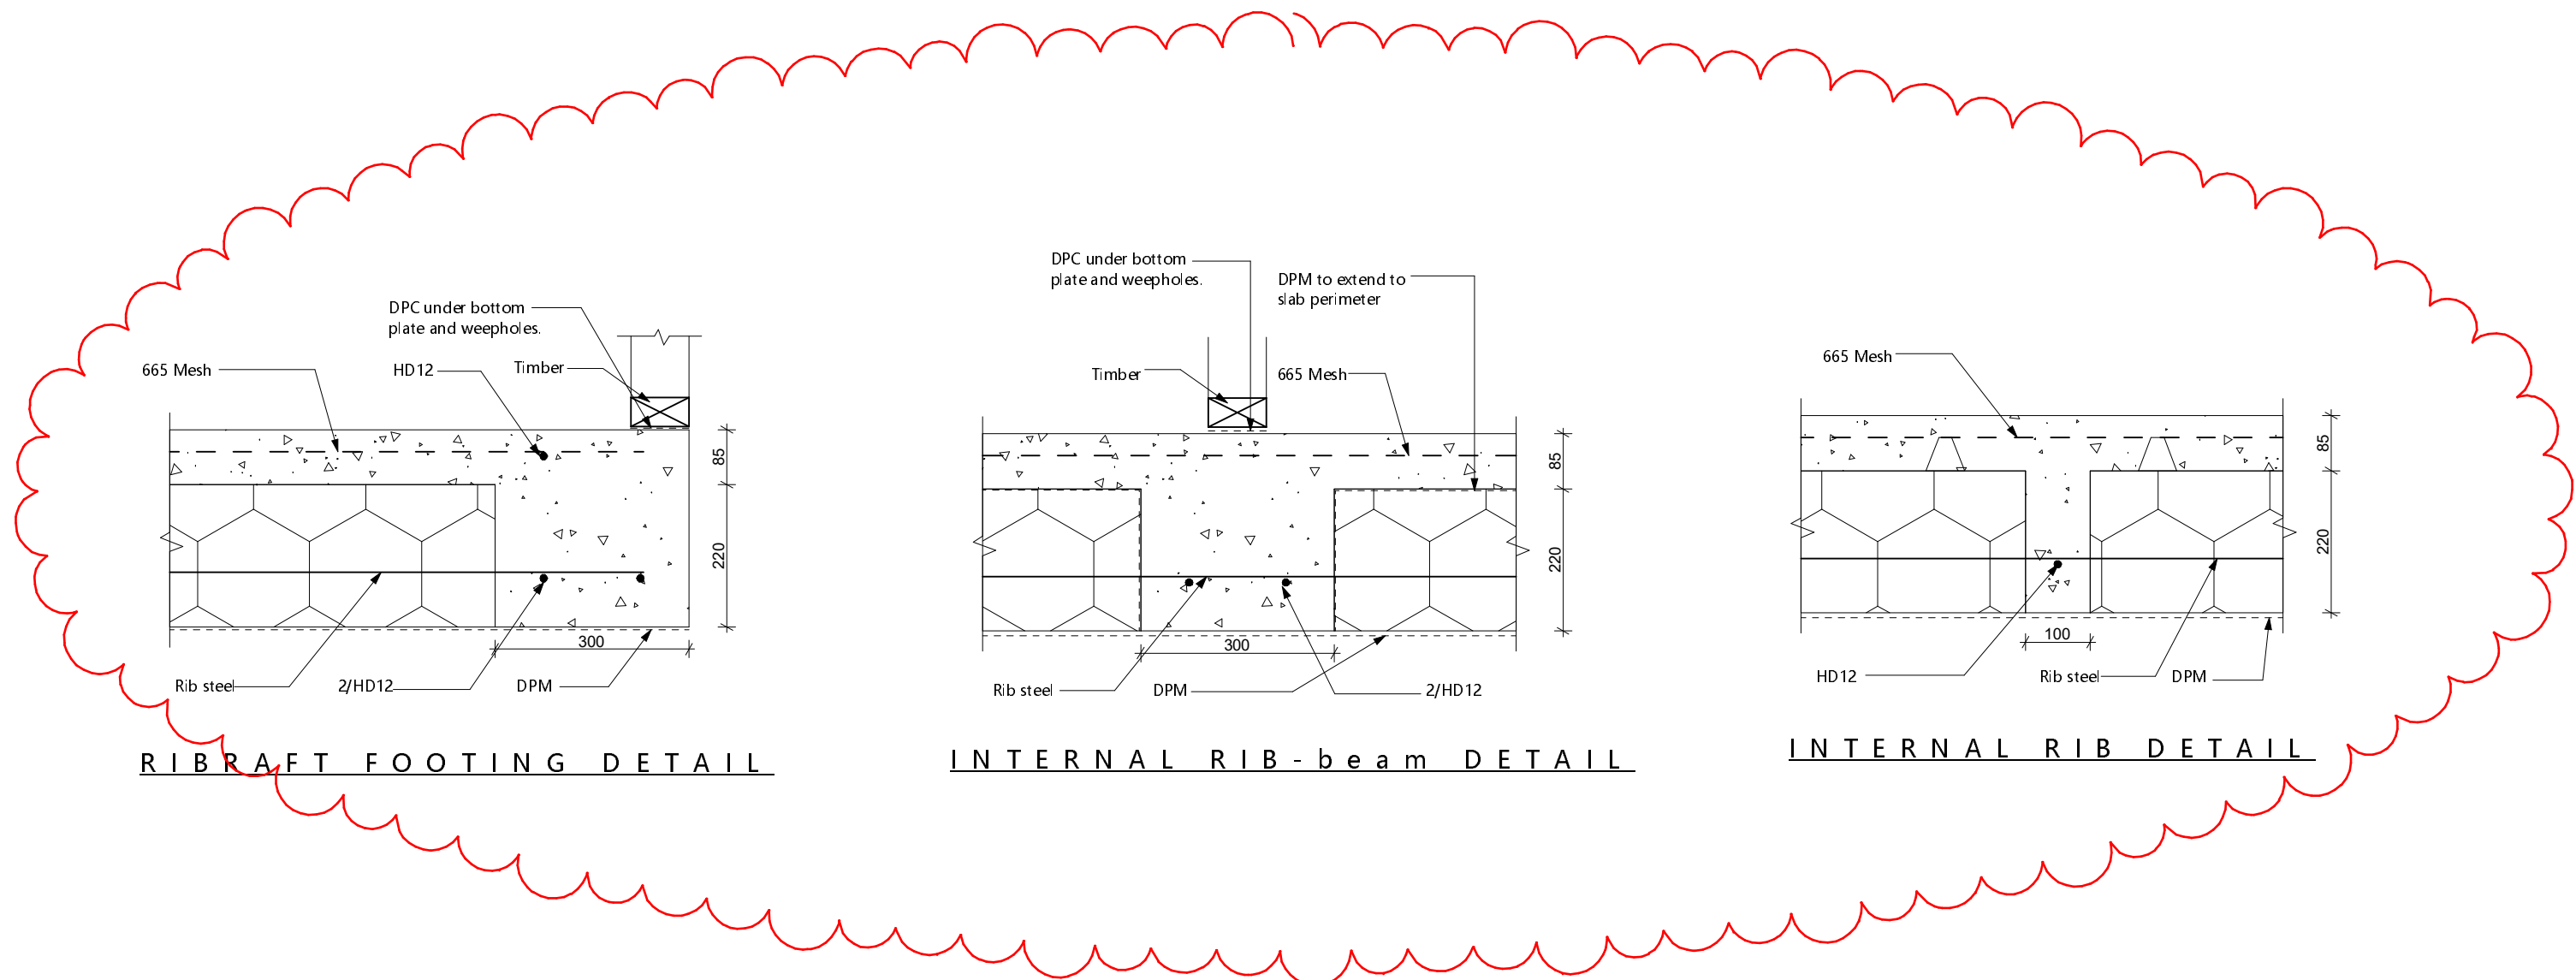 DPC under bottom
plate and weepholes.
665 Mesh
HD12
Timber
85
220
300
Rib steel
2/HD12
DPM
RIBRAFT FOOTING DETAIL
DPC under bottom
plate and weepholes.
DPM to extend to
slab perimeter
Timber
665 Mesh
85
220
300
Rib steel
DPM
2/HD12
INTERNAL RIB-beam DETAIL
665 Mesh
85
220
100
HD12
Rib steel
DPM
INTERNAL RIB DETAIL